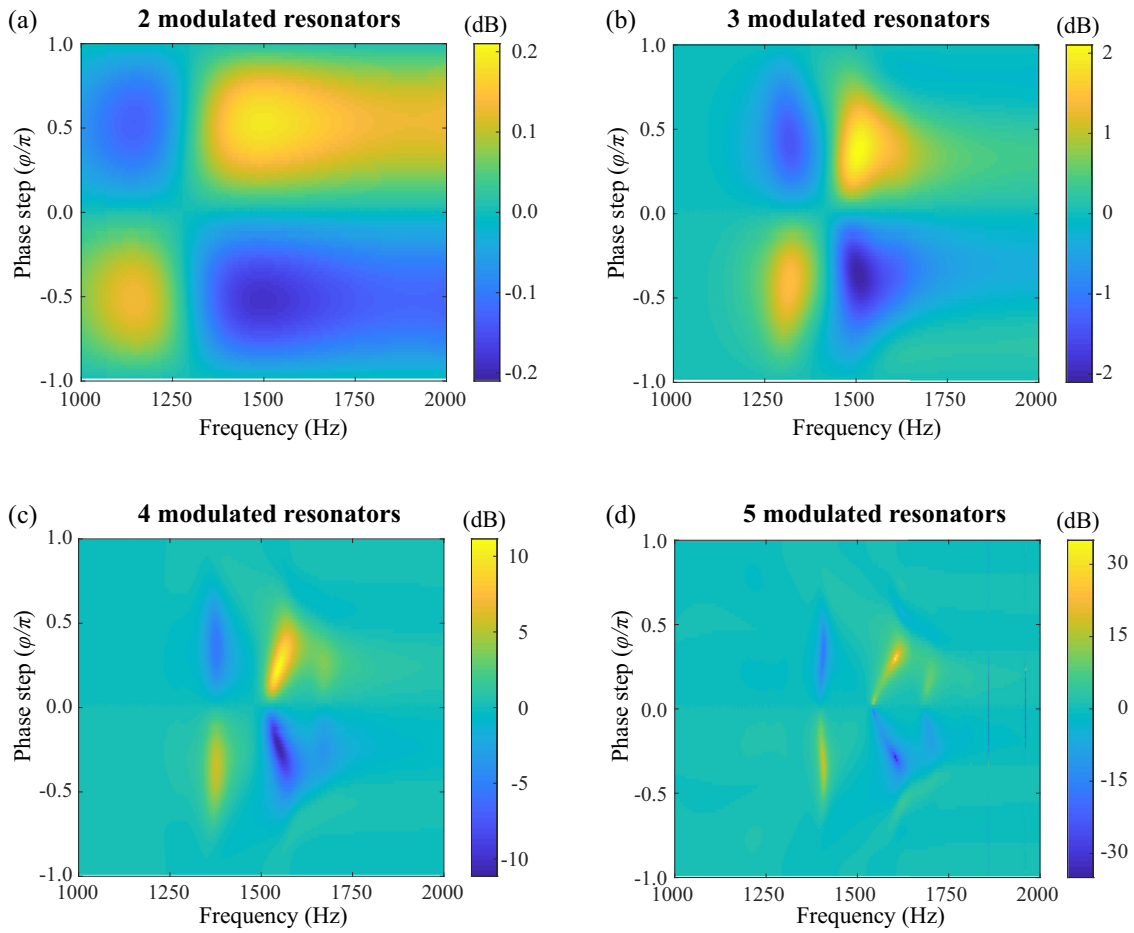 (a) 2 modulated resonators (dB)
1.0
0.5
0.0
-0.5
-1.0
Phase step (φ/π)
1000 1250 1500 1750 2000
Frequency (Hz)
0.2
0.1
0.0
-0.1
-0.2
(b) 3 modulated resonators (dB)
1.0
0.5
0.0
-0.5
-1.0
Phase step (φ/π)
1000 1250 1500 1750 2000
Frequency (Hz)
2
1
0
-1
-2
(c) 4 modulated resonators (dB)
1.0
0.5
0.0
-0.5
-1.0
Phase step (φ/π)
1000 1250 1500 1750 2000
Frequency (Hz)
10
5
0
-5
-10
(d) 5 modulated resonators (dB)
1.0
0.5
0.0
-0.5
-1.0
Phase step (φ/π)
1000 1250 1500 1750 2000
Frequency (Hz)
30
15
0
-15
-30